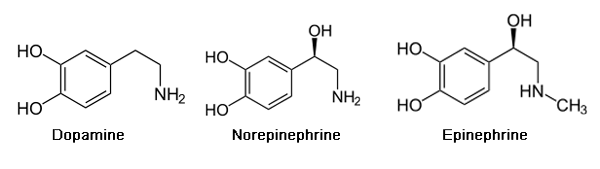 HO
HO
NH2
Dopamine
OH
HO
HO
NH2
Norepinephrine
OH
HO
HO
HN
CH3
Epinephrine